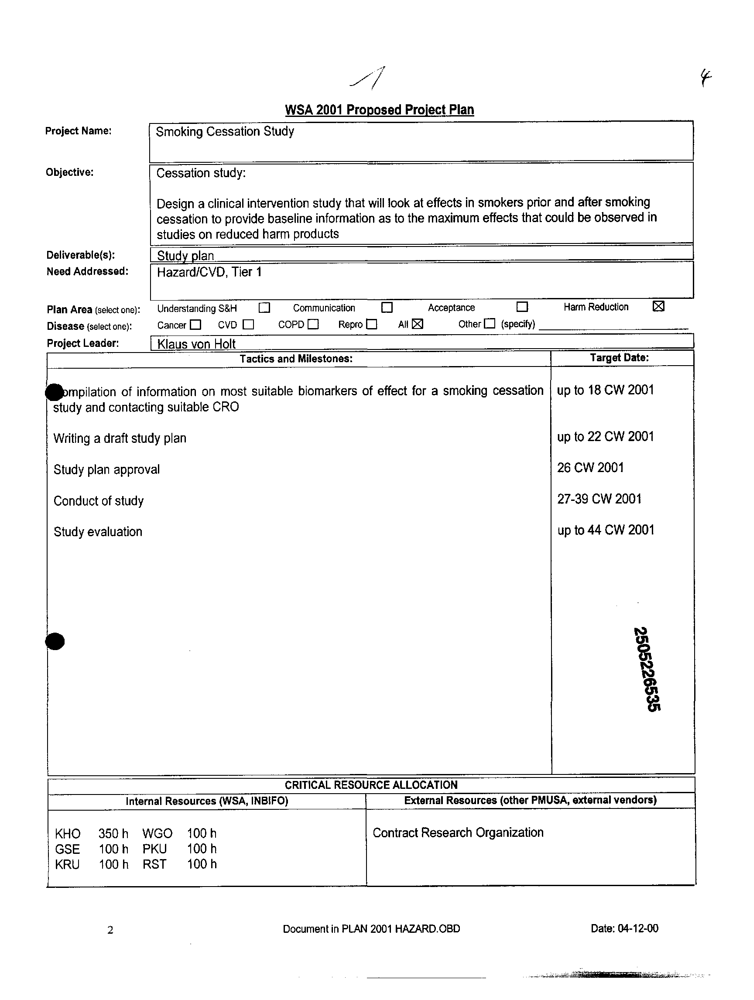 4
WSA 2001 Proposed Project Plan
Project Name: Smoking Cessation Study
Objective: Cessation study:
Design a clinical intervention study that will look at effects in smokers prior and after smoking
cessation to provide baseline information as to the maximum effects that could be observed in
studies on reduced harm products
Deliverable(s): Study plan
Need Addressed: Hazard/CVD, Tier 1
Plan Area (select one): Understanding S&H ☐ Communication ☐ Acceptance ☐ Harm Reduction ☒
Disease (select one): Cancer ☐ CVD ☐ COPD ☐ Repro ☐ All ☒ Other ☐ (specify)
Project Leader: Klaus von Holt
Tactics and Milestones: Target Date:
ompilation of information on most suitable biomarkers of effect for a smoking cessation up to 18 CW 2001
study and contacting suitable CRO
Writing a draft study plan up to 22 CW 2001
Study plan approval 26 CW 2001
Conduct of study 27-39 CW 2001
Study evaluation up to 44 CW 2001
2505226535
CRITICAL RESOURCE ALLOCATION
Internal Resources (WSA, INBIFO) External Resources (other PMUSA, external vendors)
KHO 350 h WGO 100 h Contract Research Organization
GSE 100 h PKU 100 h
KRU 100 h RST 100 h
2 Document in PLAN 2001 HAZARD.OBD Date: 04-12-00